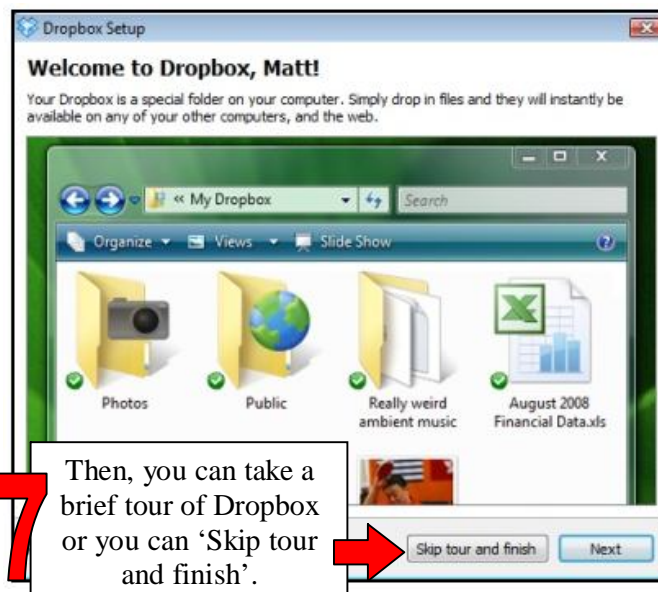 Dropbox Setup
Welcome to Dropbox, Matt!
Your Dropbox is a special folder on your computer. Simply drop in files and they will instantly be
available on any of your other computers, and the web.
« My Dropbox
Search
Organize Views Slide Show
Photos
Public
Really weird
ambient music
August 2008
Financial Data.xls
7
Then, you can take a
brief tour of Dropbox
or you can ‘Skip tour
and finish’.
Skip tour and finish
Next